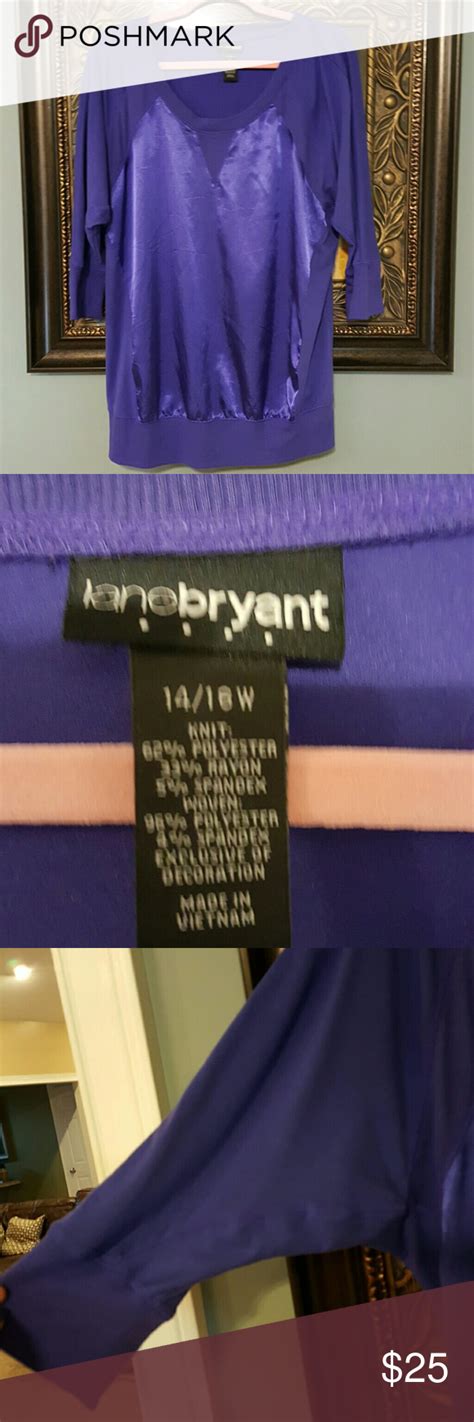 POSHMARK
lanebryant
14/16W
KNIT:
62% POLYESTER
33% RAYON
5% SPANDEX
WOVEN:
96% POLYESTER
4% SPANDEX
EXCLUSIVE OF
DECORATION
MADE IN
VIETNAM
$25